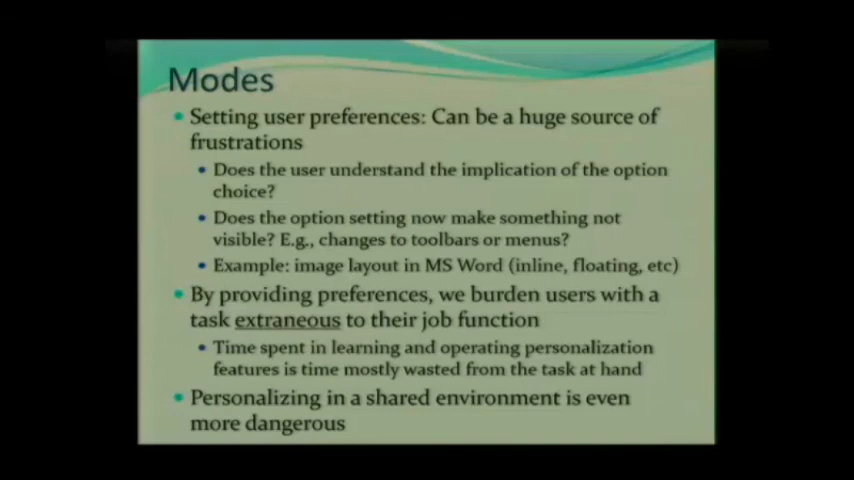 Modes
Setting user preferences: Can be a huge source of
frustrations
Does the user understand the implication of the option
choice?
Does the option setting now make something not
visible? E.g., changes to toolbars or menus?
Example: image layout in MS Word (inline, floating, etc)
By providing preferences, we burden users with a
task extraneous to their job function
Time spent in learning and operating personalization
features is time mostly wasted from the task at hand
Personalizing in a shared environment is even
more dangerous